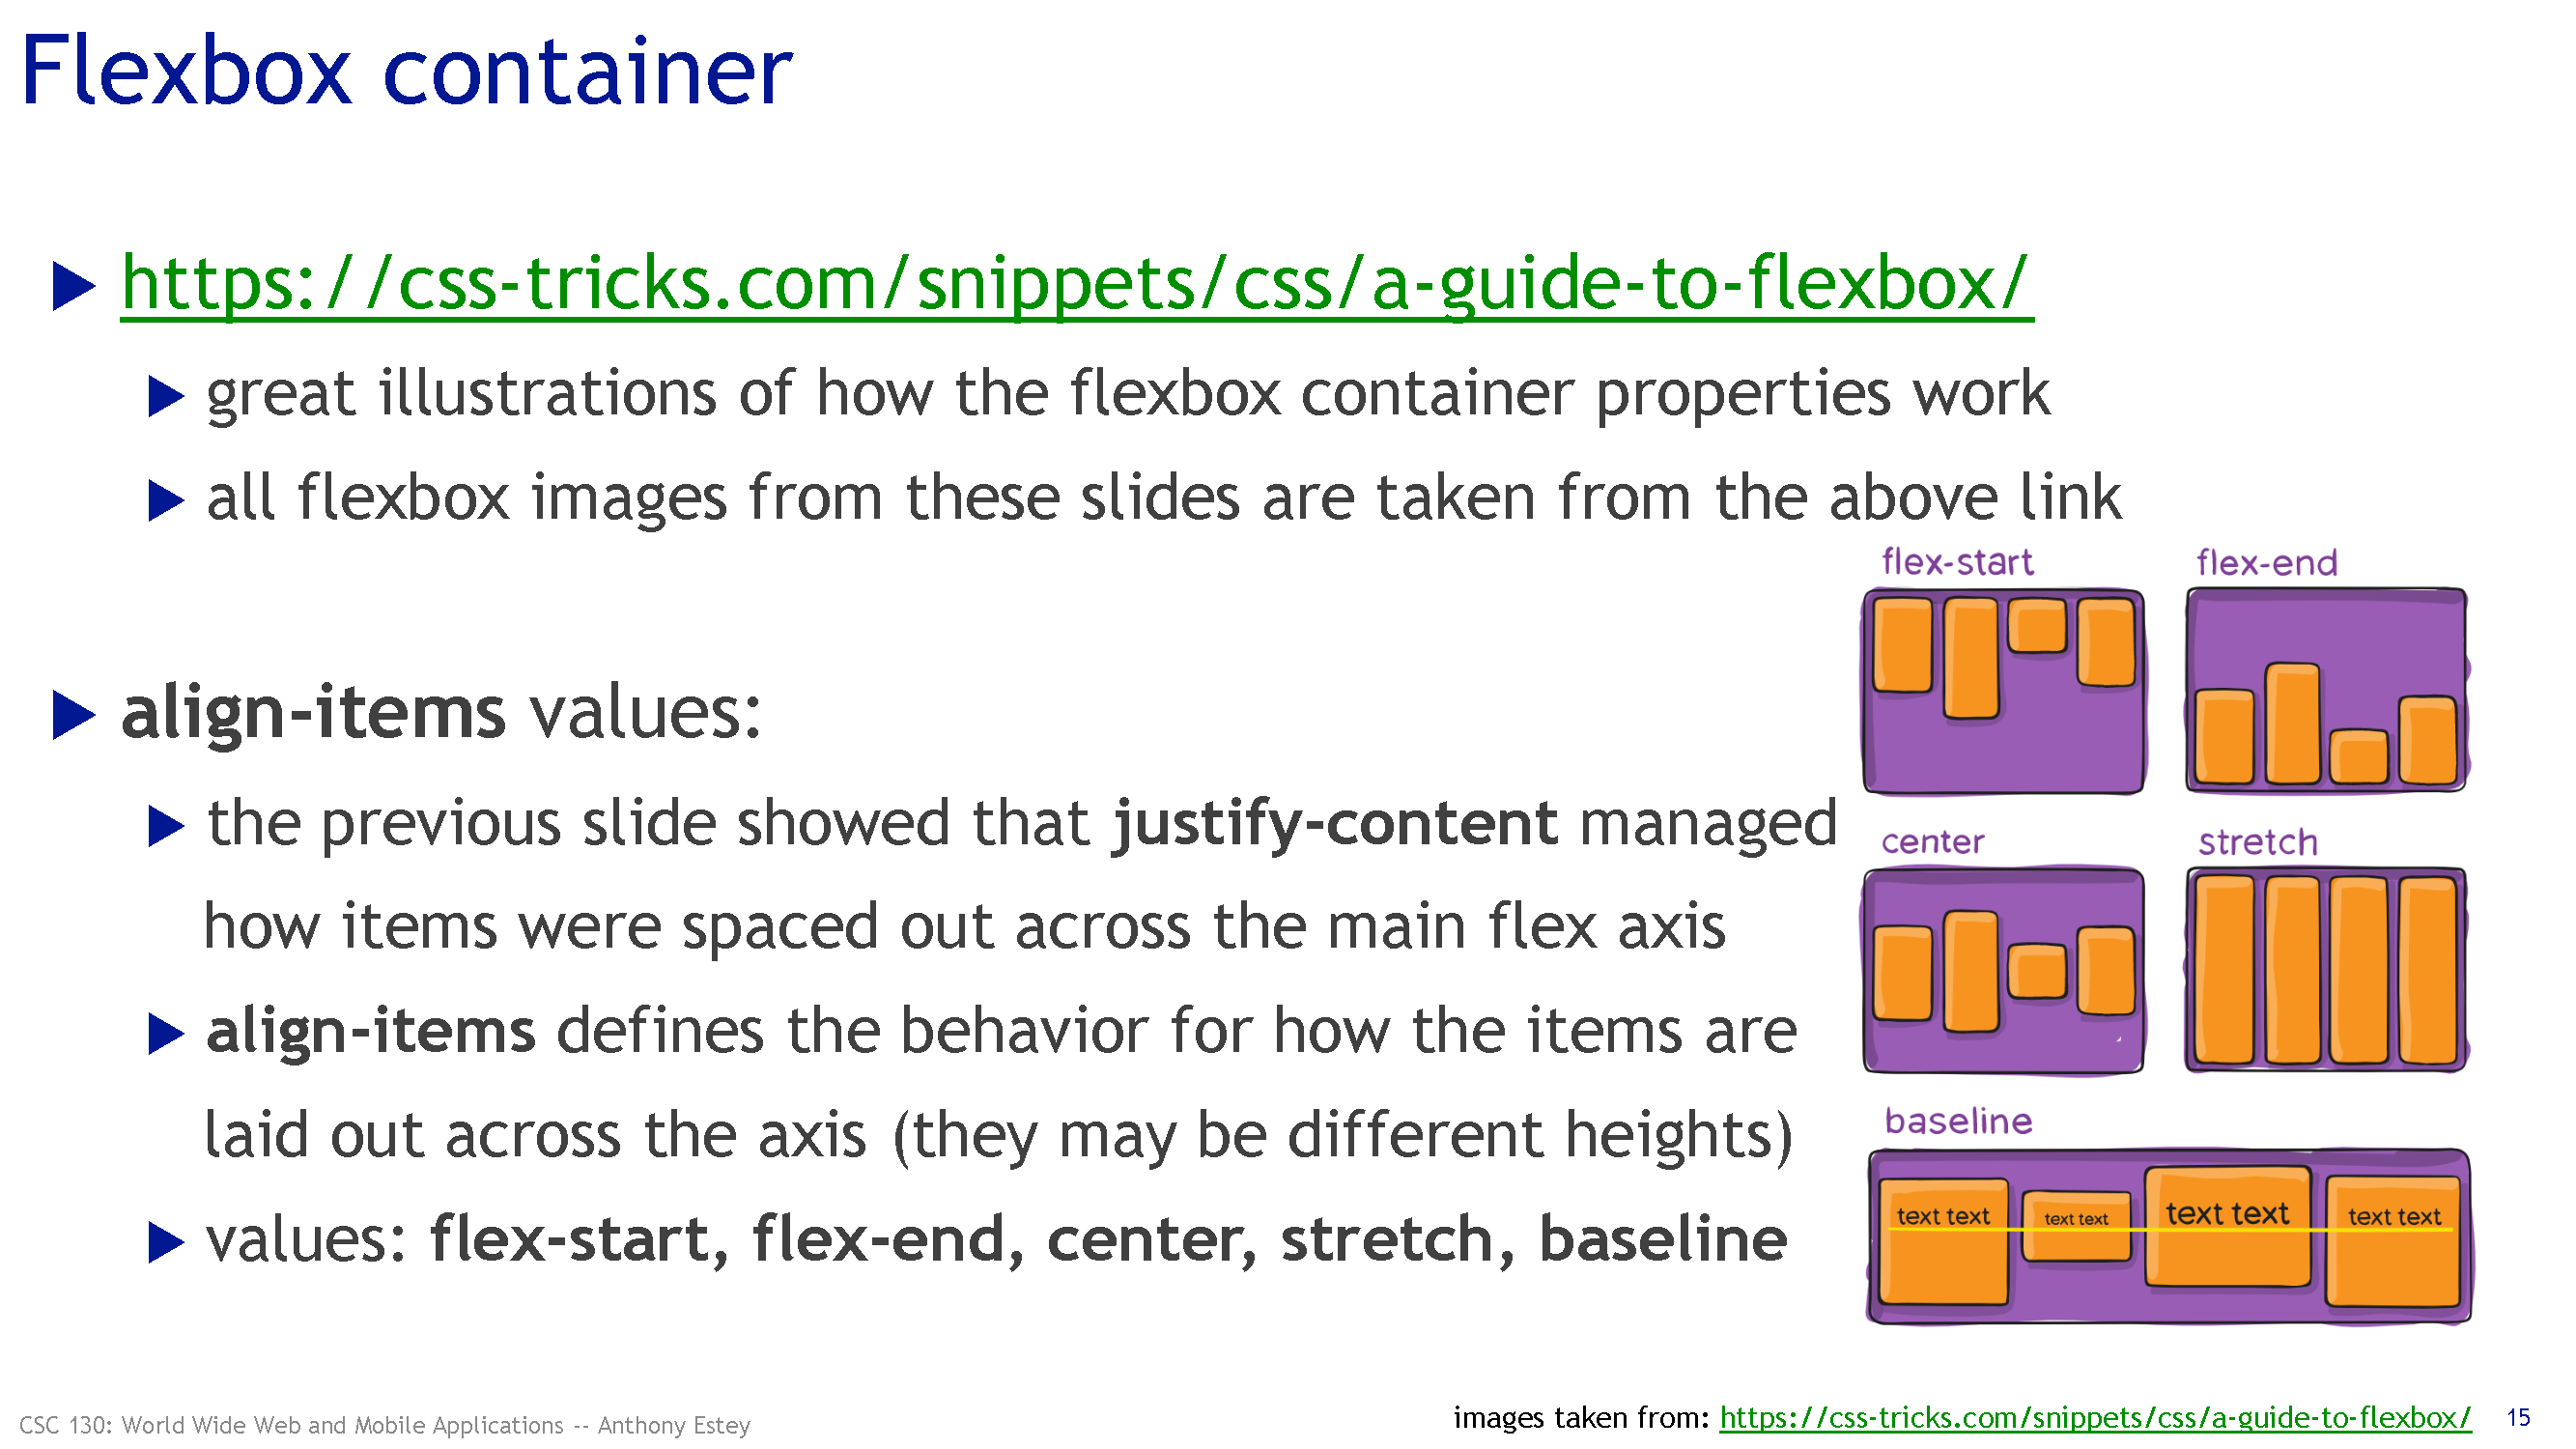 Flexbox container
https://css-tricks.com/snippets/css/a-guide-to-flexbox/
great illustrations of how the flexbox container properties work
all flexbox images from these slides are taken from the above link
align-items values:
the previous slide showed that justify-content managed
how items were spaced out across the main flex axis
align-items defines the behavior for how the items are
laid out across the axis (they may be different heights)
values: flex-start, flex-end, center, stretch, baseline
flex-start
flex-end
center
stretch
baseline
text text
text text
text text
text text
images taken from: https://css-tricks.com/snippets/css/a-guide-to-flexbox/
15
CSC 130: World Wide Web and Mobile Applications -- Anthony Estey